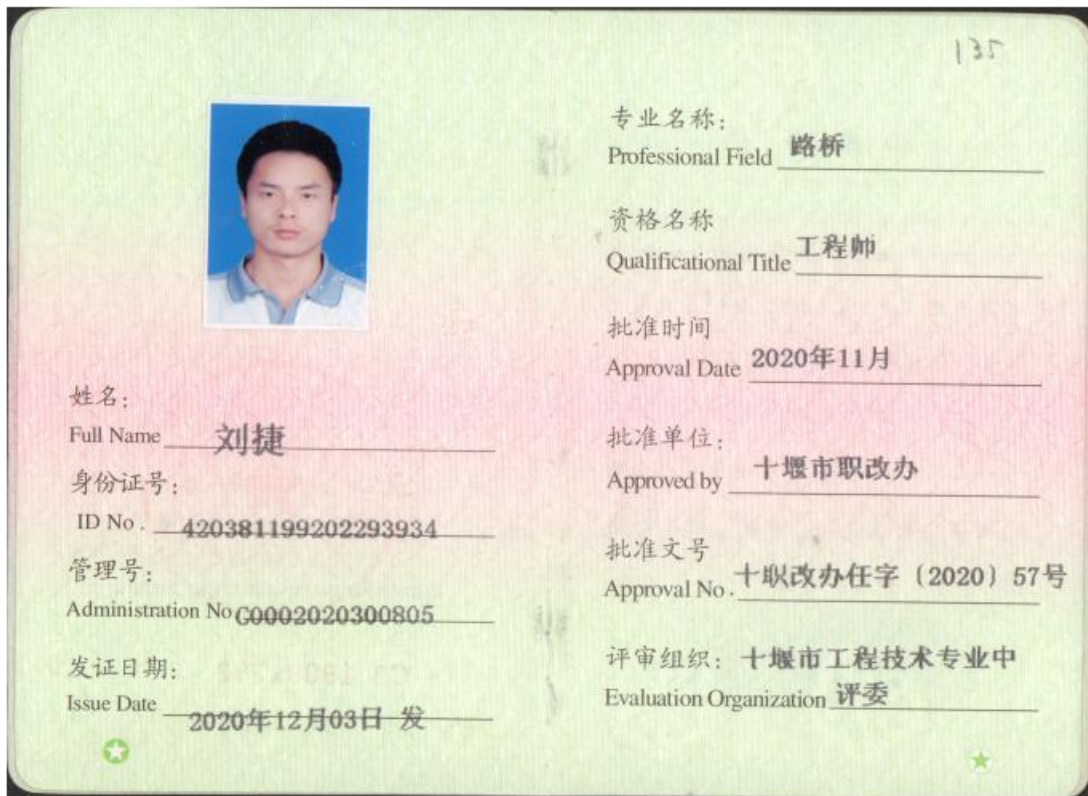 137
姓名:
Full Name 刘捷
身份证号:
ID No. 420381199202293934
管理号:
Administration No C0002020300805
发证日期:
Issue Date 2020年12月03日 发
专业名称:
Professional Field 路桥
资格名称
Qualificational Title 工程师
批准时间
Approval Date 2020年11月
批准单位:
Approved by 十堰市职改办
批准文号
Approval No. 十职改办任字〔2020〕57号
评审组织: 十堰市工程技术专业中
Evaluation Organization 评委